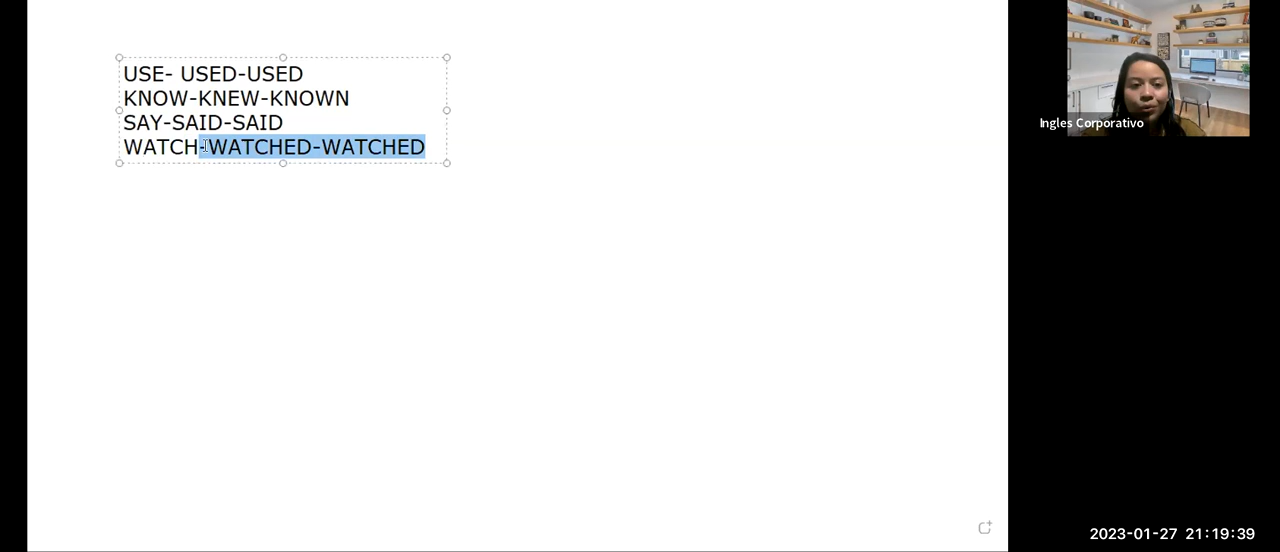 USE- USED-USED
KNOW-KNEW-KNOWN
SAY-SAID-SAID
WATCH-WATCHED-WATCHED
Ingles Corporativo
2023-01-27 21:19:39